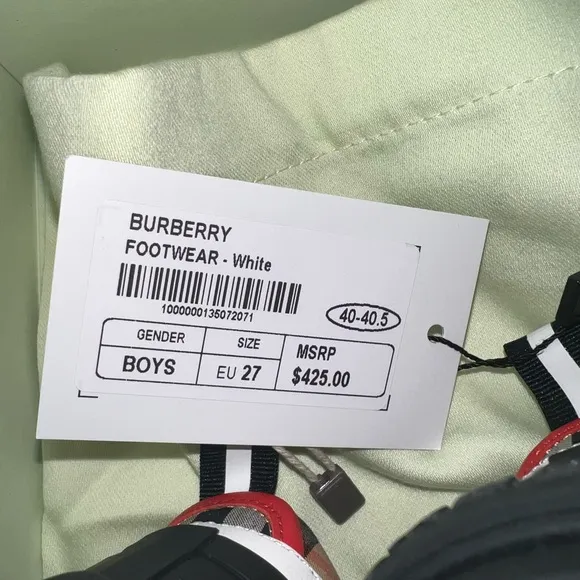 BURBERRY
FOOTWEAR - White
1000000135072071
40-40.5
GENDER SIZE MSRP
BOYS EU 27 $425.00